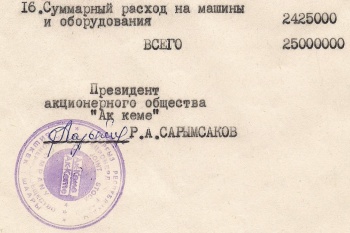 16.Суммарный расход на машины
и оборудования 2425000
ВСЕГО 25000000
Президент
акционерного общества
"Ак кеме"
Р.А.САРЫМСАКОВ